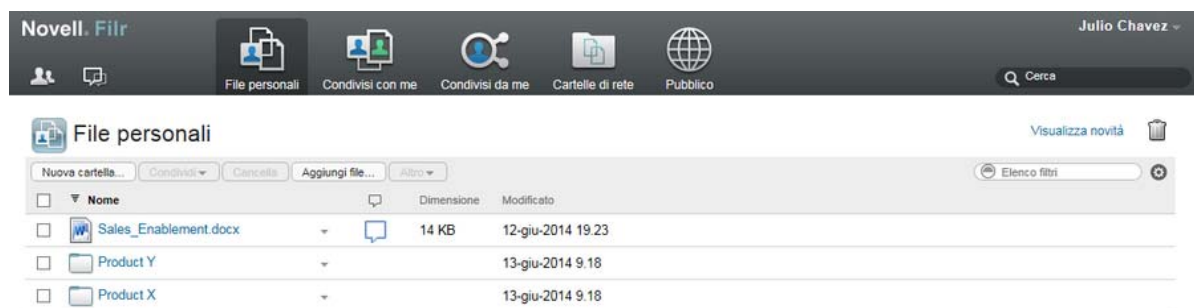 Novell. Filr
Julio Chavez
File personali Condivisi con me Condivisi da me Cartelle di rete Pubblico
Cerca
File personali
Visualizza novità
Nuova cartella... Condividi Cancella Aggiungi file... Altro
Elenco filtri
Nome Dimensione Modificato
Sales_Enablement.docx 14 KB 12-giu-2014 19.23
Product Y 13-giu-2014 9.18
Product X 13-giu-2014 9.18